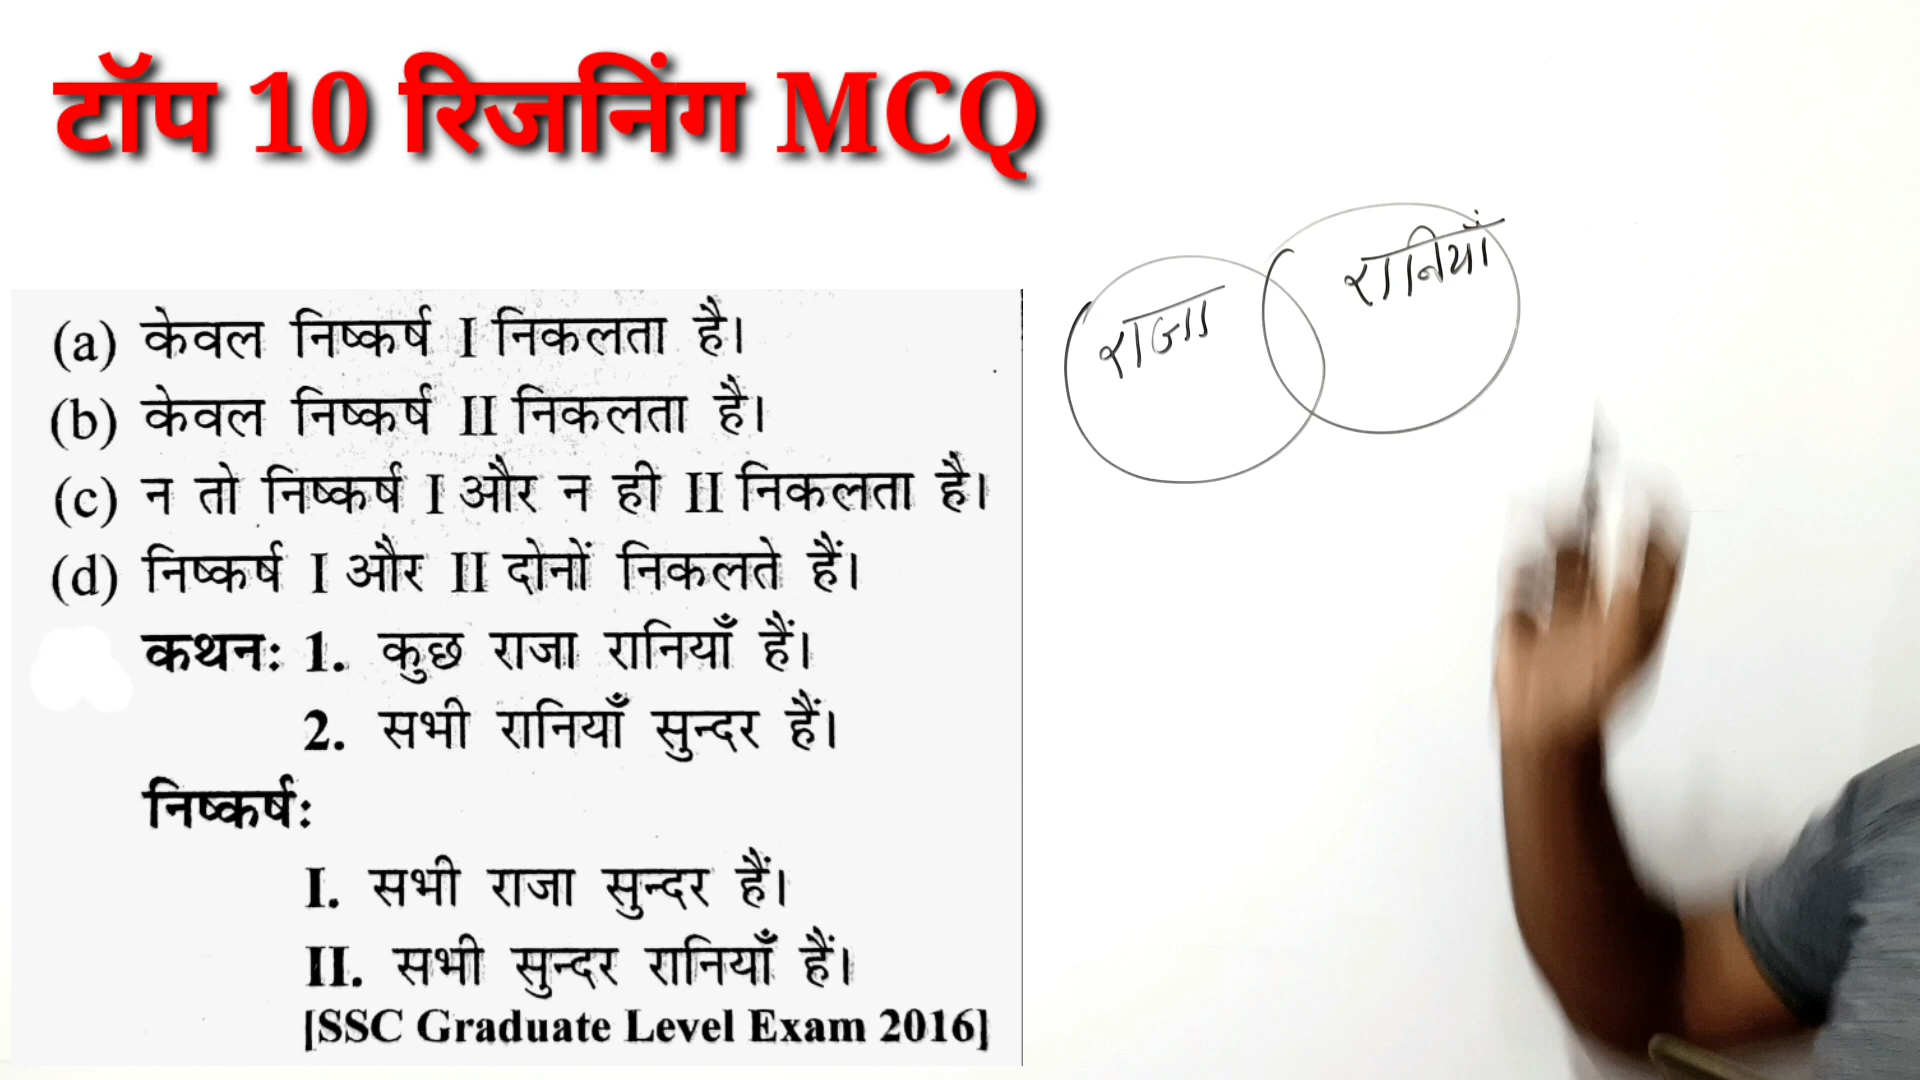 टॉप 10 रिजनिंग MCQ
राजा
रानियाँ
(a) केवल निष्कर्ष I निकलता है।
(b) केवल निष्कर्ष II निकलता है।
(c) न तो निष्कर्ष I और न ही II निकलता है।
(d) निष्कर्ष I और II दोनों निकलते हैं।
कथन: 1. कुछ राजा रानियाँ हैं।
2. सभी रानियाँ सुन्दर हैं।
निष्कर्ष:
I. सभी राजा सुन्दर हैं।
II. सभी सुन्दर रानियाँ हैं।
[SSC Graduate Level Exam 2016]